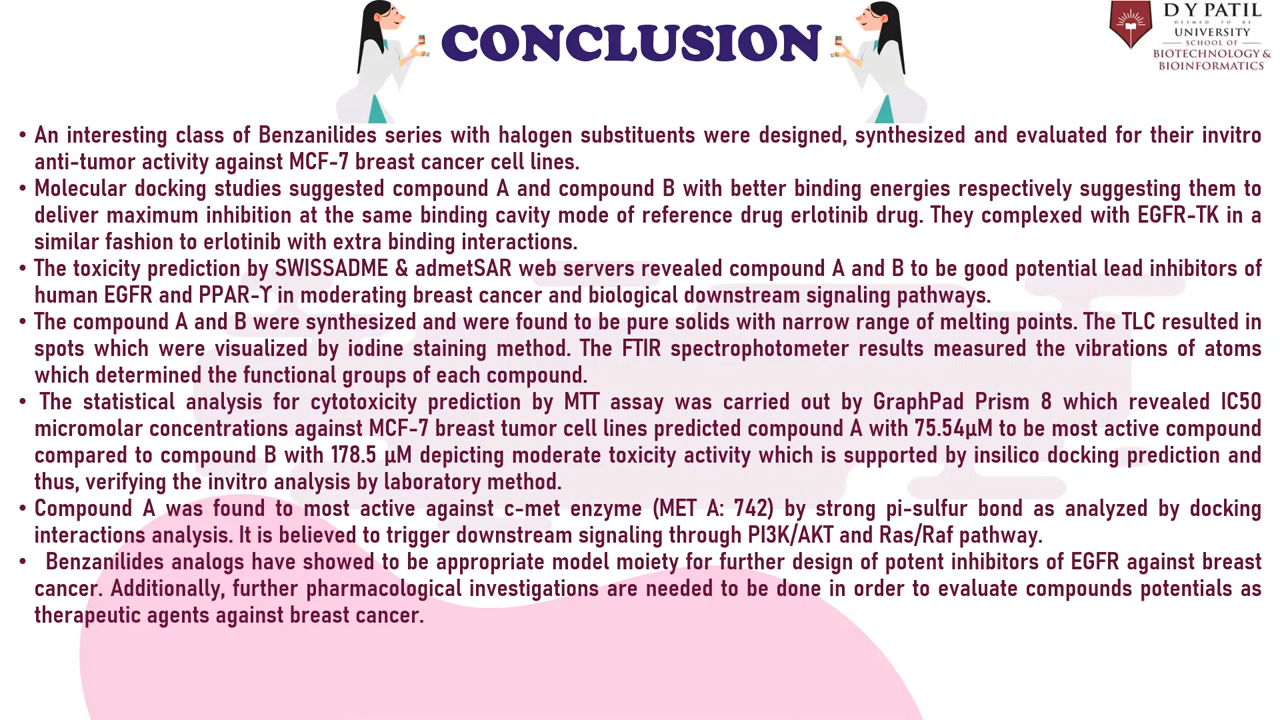 CONCLUSION
D Y PATIL
DEEMED TO BE
UNIVERSITY
SCHOOL OF
BIOTECHNOLOGY &
BIOINFORMATICS
• An interesting class of Benzanilides series with halogen substituents were designed, synthesized and evaluated for their invitro
anti-tumor activity against MCF-7 breast cancer cell lines.
• Molecular docking studies suggested compound A and compound B with better binding energies respectively suggesting them to
deliver maximum inhibition at the same binding cavity mode of reference drug erlotinib drug. They complexed with EGFR-TK in a
similar fashion to erlotinib with extra binding interactions.
• The toxicity prediction by SWISSADME & admetSAR web servers revealed compound A and B to be good potential lead inhibitors of
human EGFR and PPAR-ϒ in moderating breast cancer and biological downstream signaling pathways.
• The compound A and B were synthesized and were found to be pure solids with narrow range of melting points. The TLC resulted in
spots which were visualized by iodine staining method. The FTIR spectrophotometer results measured the vibrations of atoms
which determined the functional groups of each compound.
• The statistical analysis for cytotoxicity prediction by MTT assay was carried out by GraphPad Prism 8 which revealed IC50
micromolar concentrations against MCF-7 breast tumor cell lines predicted compound A with 75.54µM to be most active compound
compared to compound B with 178.5 µM depicting moderate toxicity activity which is supported by insilico docking prediction and
thus, verifying the invitro analysis by laboratory method.
• Compound A was found to most active against c-met enzyme (MET A: 742) by strong pi-sulfur bond as analyzed by docking
interactions analysis. It is believed to trigger downstream signaling through PI3K/AKT and Ras/Raf pathway.
• Benzanilides analogs have showed to be appropriate model moiety for further design of potent inhibitors of EGFR against breast
cancer. Additionally, further pharmacological investigations are needed to be done in order to evaluate compounds potentials as
therapeutic agents against breast cancer.